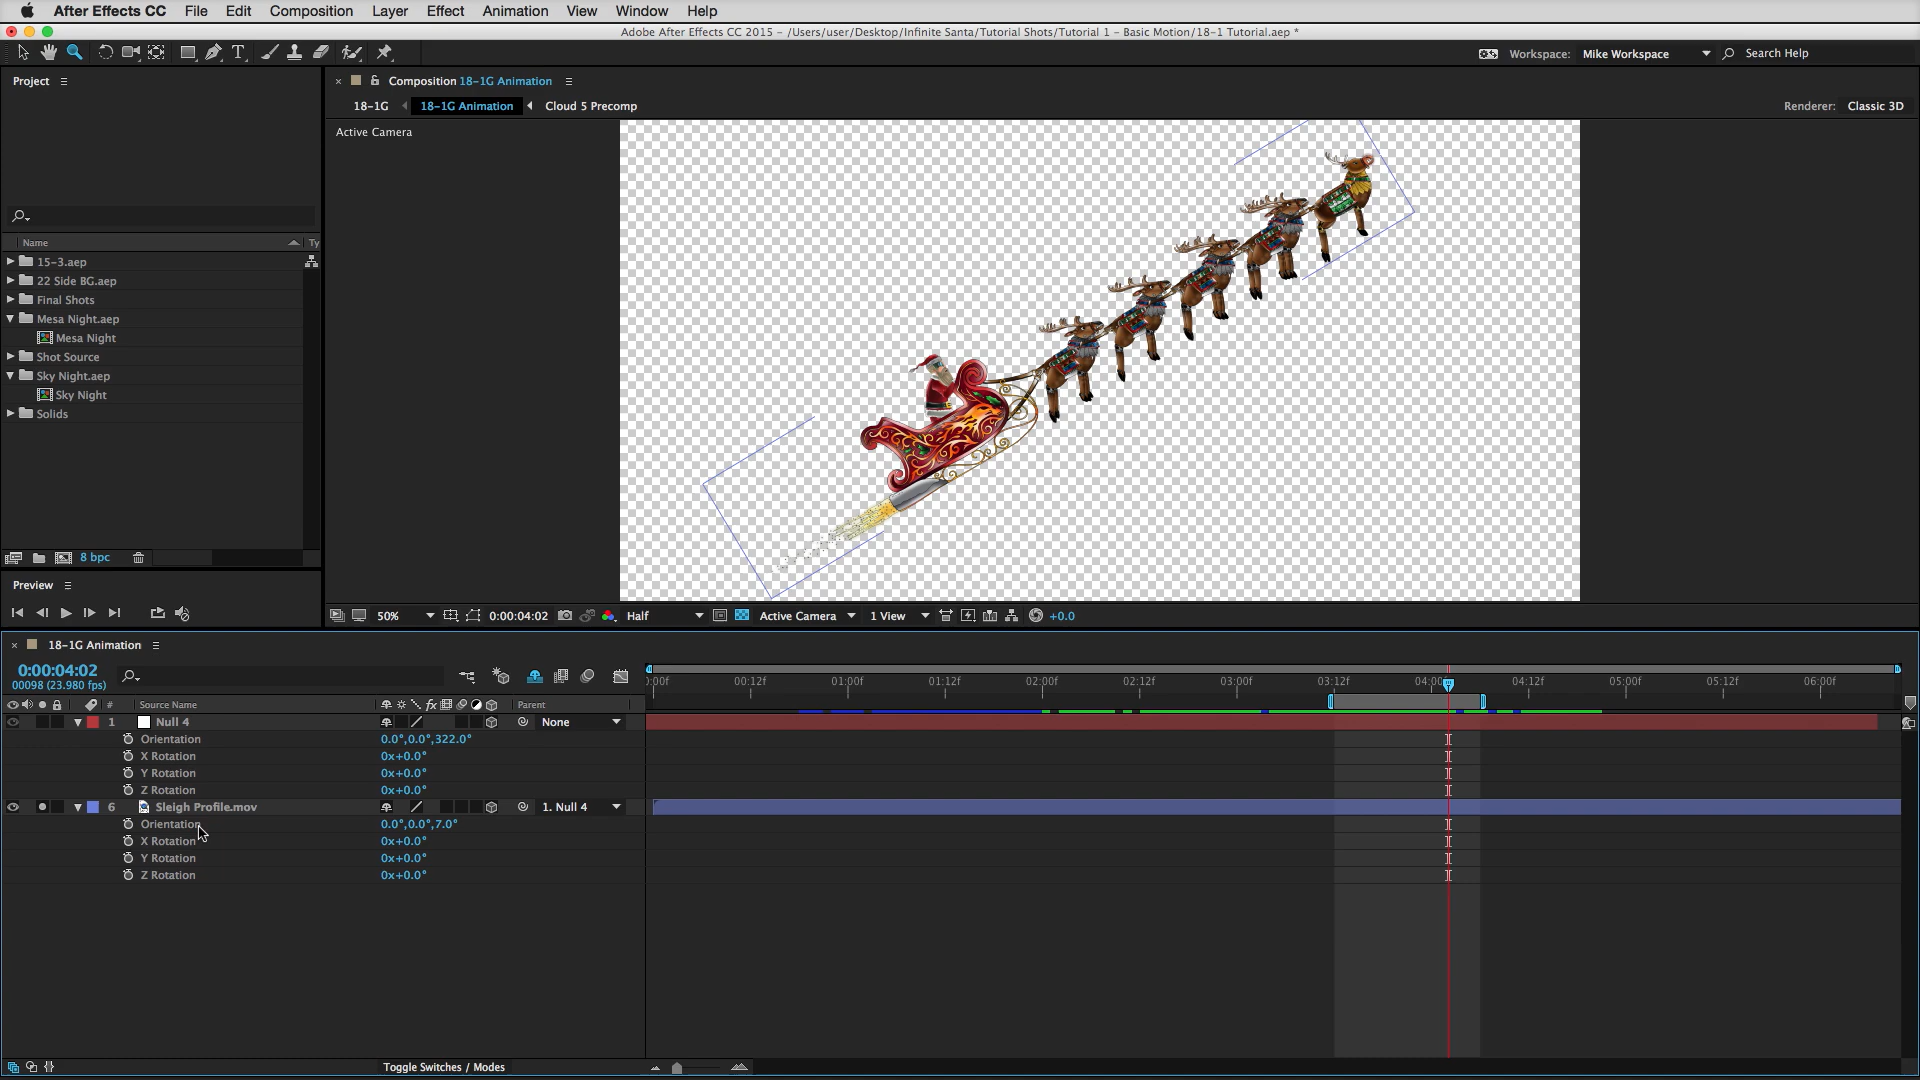 After Effects CC File Edit Composition Layer Effect Animation View Window Help
Adobe After Effects CC 2015 - /Users/user/Desktop/Infinite Santa/Tutorial Shots/Tutorial 1 - Basic Motion/18-1 Tutorial.aep *
T Workspace: Mike Workspace Search Help
Project
× Composition 18-1G Animation
18-1G 18-1G Animation Cloud 5 Precomp Renderer: Classic 3D
Active Camera
Name Ty
15-3.aep
22 Side BG.aep
Final Shots
Mesa Night.aep
Mesa Night
Shot Source
Sky Night.aep
Sky Night
Solids
8 bpc
Preview
50% 0:00:04:02 Half Active Camera 1 View +0.0
× 18-1G Animation
0:00:04:02
00098 (23.980 fps)
):00f 00:12f 01:00f 01:12f 02:00f 02:12f 03:00f 03:12f 04:00f 04:12f 05:00f 05:12f 06:00f
# Source Name fx Parent
1 Null 4 None
Orientation 0.0°,0.0°,322.0°
X Rotation 0x+0.0°
Y Rotation 0x+0.0°
Z Rotation 0x+0.0°
6 Sleigh Profile.mov 1. Null 4
Orientation 0.0°,0.0°,7.0°
X Rotation 0x+0.0°
Y Rotation 0x+0.0°
Z Rotation 0x+0.0°
Toggle Switches / Modes